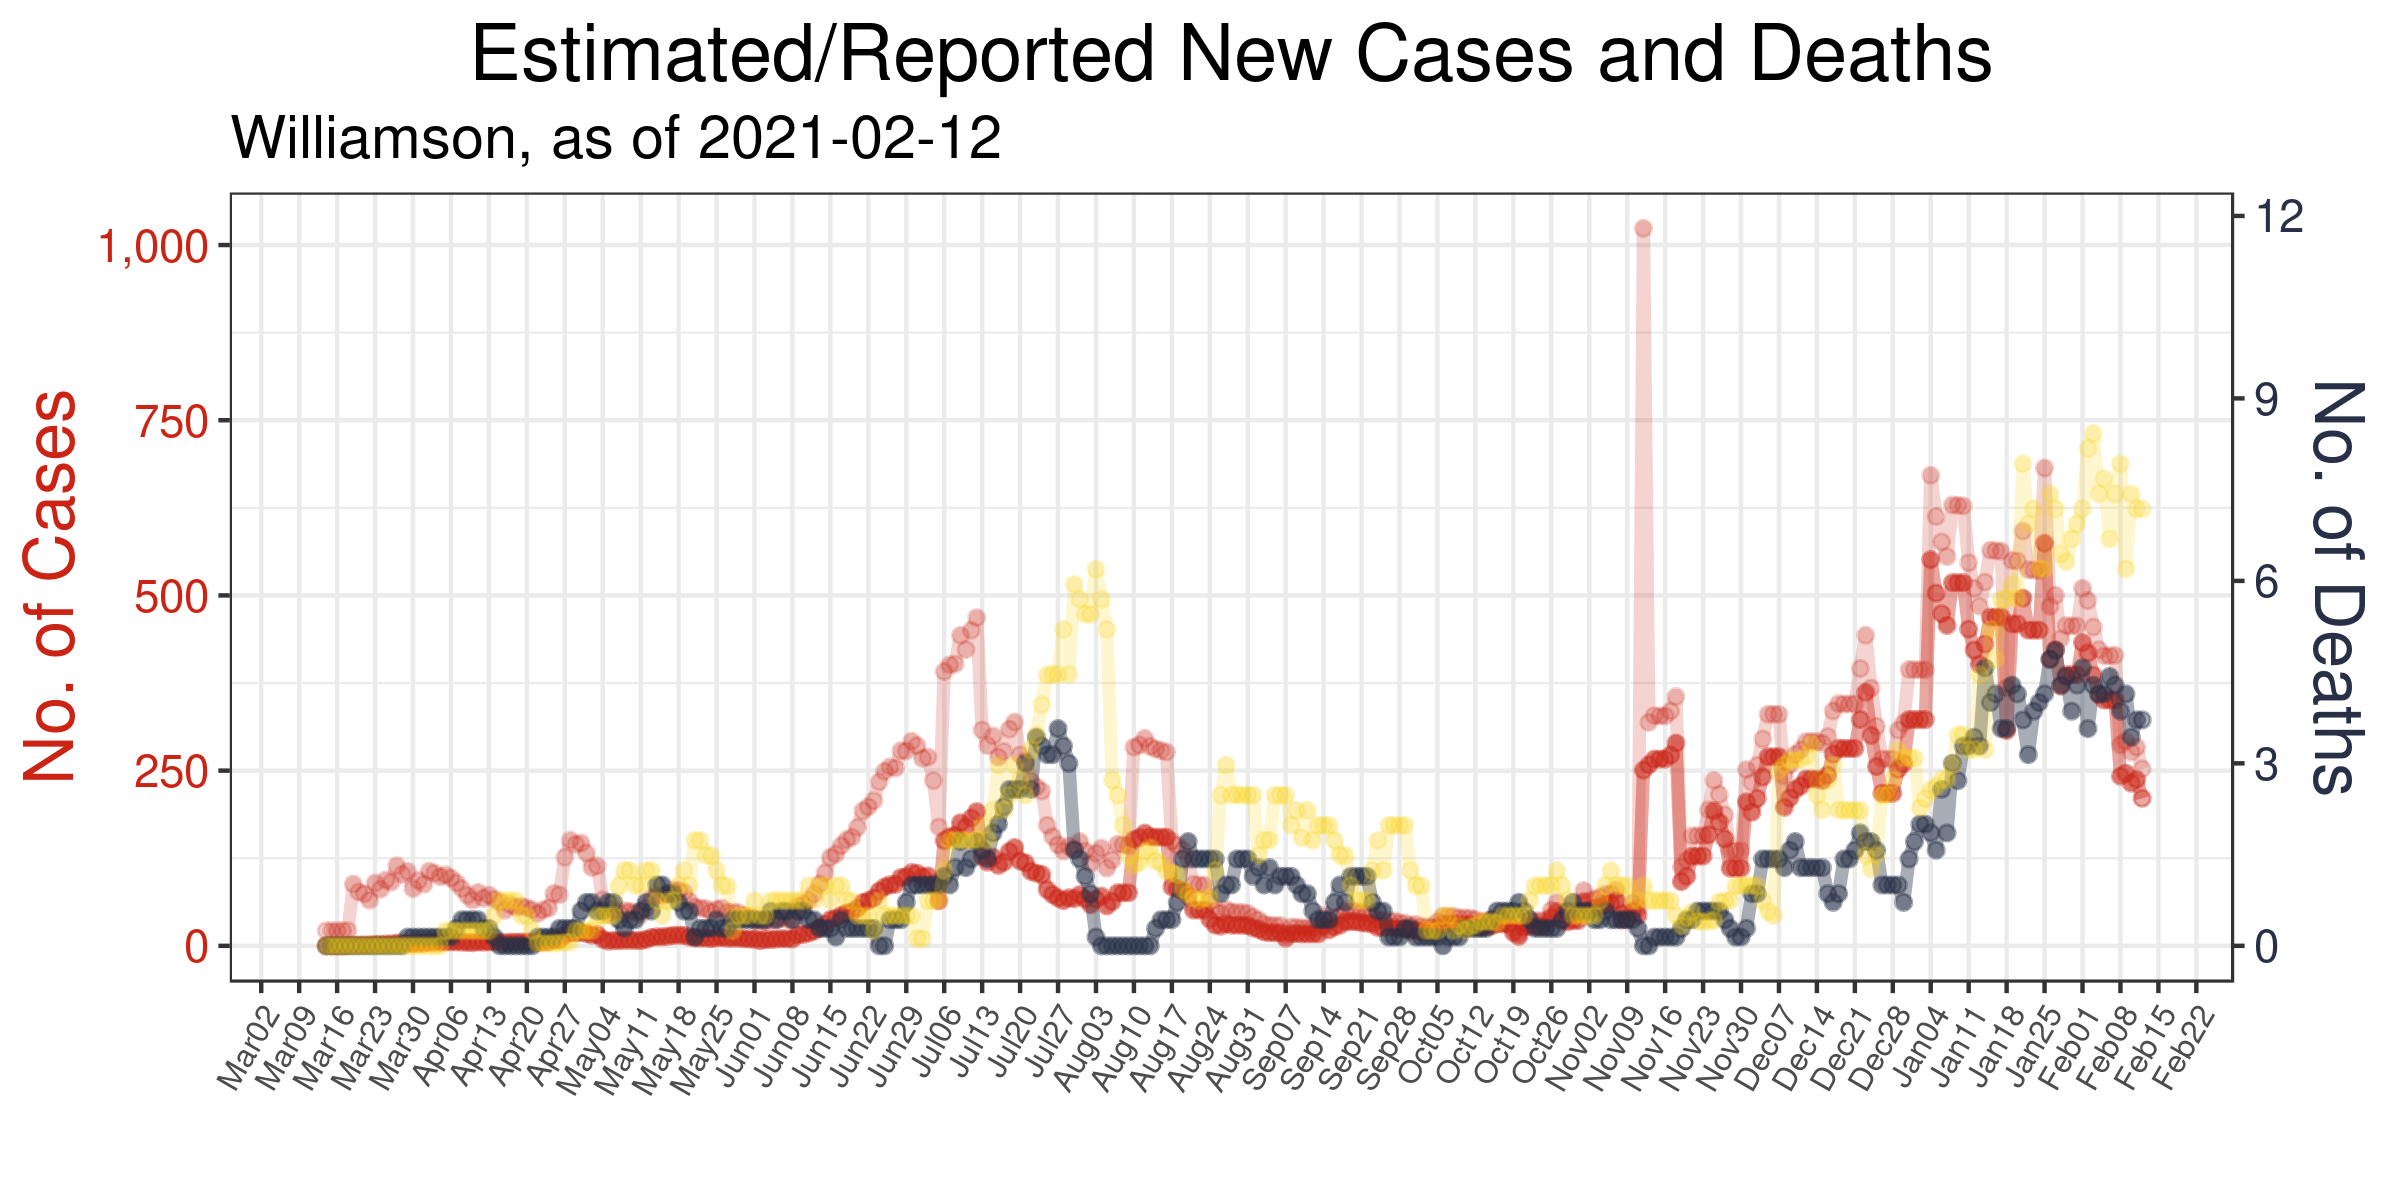 Estimated/Reported New Cases and Deaths
Williamson, as of 2021-02-12
No. of Cases
1,000
750
500
250
0
12
9
6
3
0
No. of Deaths
Mar02 Mar09 Mar16 Mar23 Mar30 Apr06 Apr13 Apr20 Apr27 May04 May11 May18 May25 Jun01 Jun08 Jun15 Jun22 Jun29 Jul06 Jul13 Jul20 Jul27 Aug03 Aug10 Aug17 Aug24 Aug31 Sep07 Sep14 Sep21 Sep28 Oct05 Oct12 Oct19 Oct26 Nov02 Nov09 Nov16 Nov23 Nov30 Dec07 Dec14 Dec21 Dec28 Jan04 Jan11 Jan18 Jan25 Feb01 Feb08 Feb15 Feb22